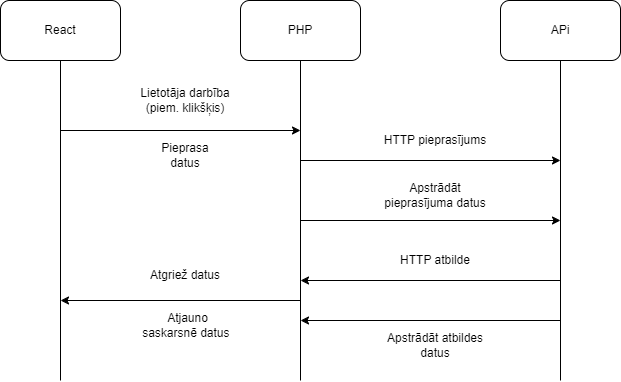 React
PHP
APi
Lietotāja darbība
(piem. klikšķis)
Pieprasa
datus
HTTP pieprasījums
Apstrādāt
pieprasījuma datus
HTTP atbilde
Atgriež datus
Atjauno
saskarsnē datus
Apstrādāt atbildes
datus